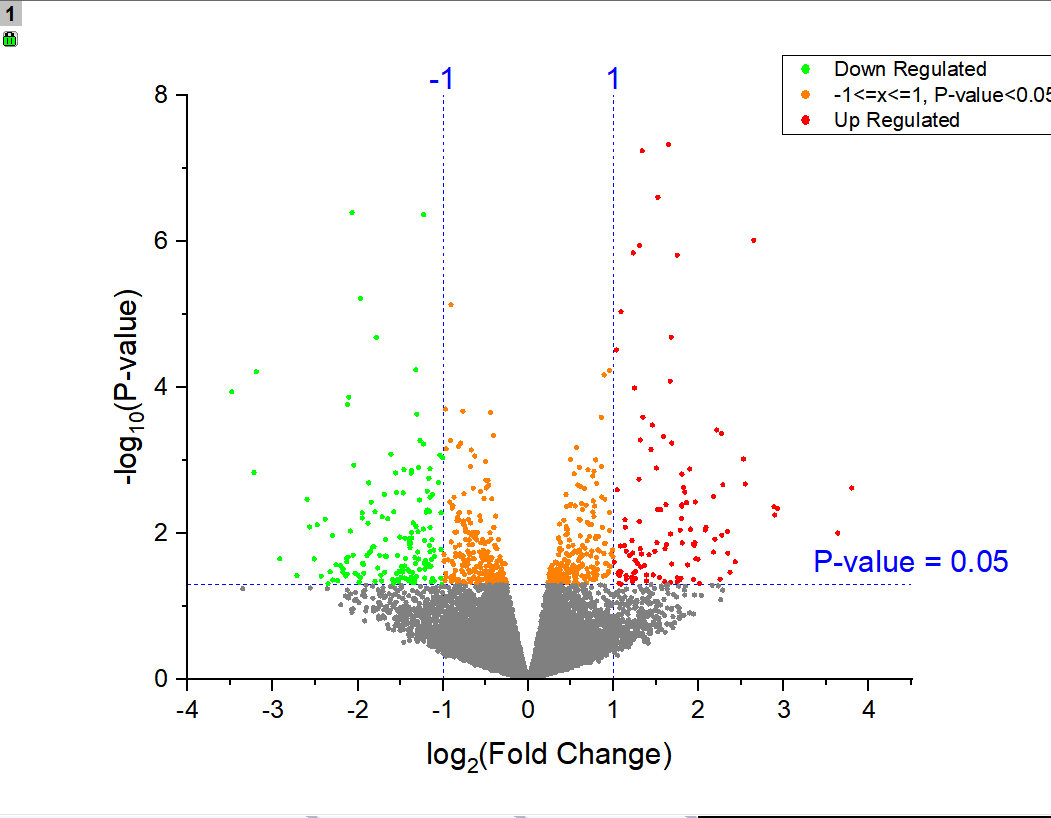 1
-1 1
Down Regulated
-1<=x<=1, P-value<0.05
Up Regulated
8
6
4
2
0
-log10(P-value)
P-value = 0.05
-4 -3 -2 -1 0 1 2 3 4
log2(Fold Change)